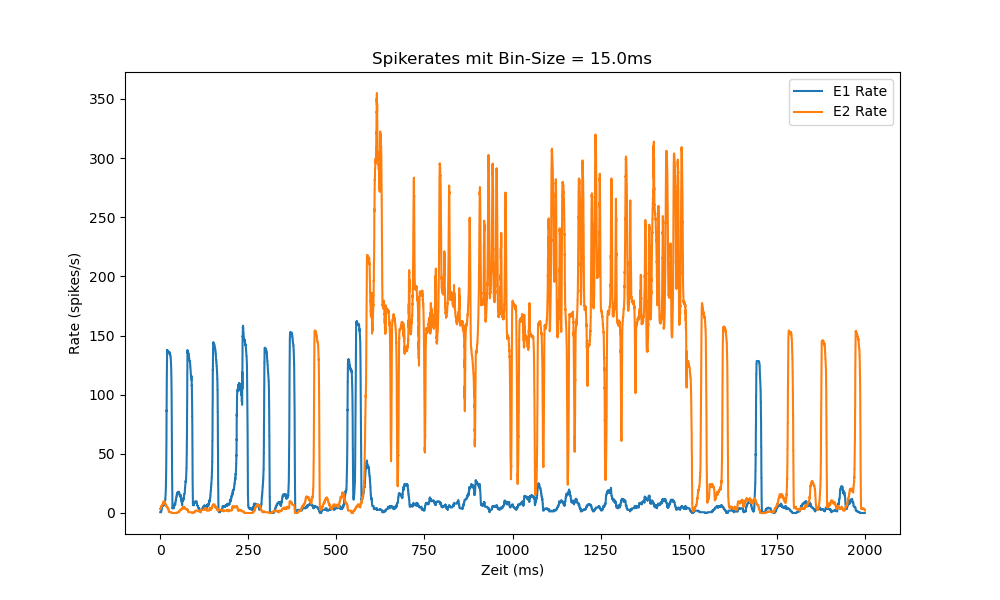 Spikerates mit Bin-Size = 15.0ms
E1 Rate
E2 Rate
350
300
250
200
150
100
50
0
Rate (spikes/s)
0 250 500 750 1000 1250 1500 1750 2000
Zeit (ms)